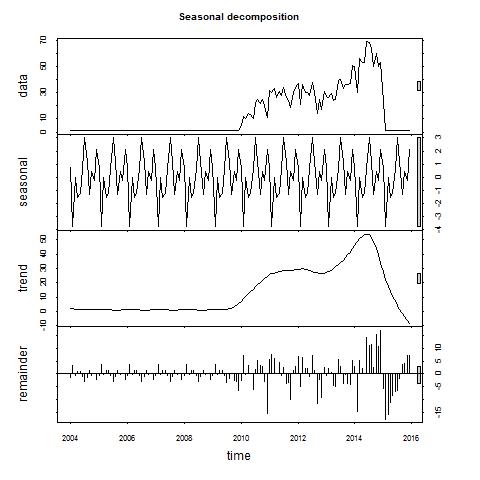 Seasonal decomposition
data
0 10 30 50 70
seasonal
-4 -3 -2 -1 0 1 2 3
trend
-10 0 10 20 30 40 50
remainder
-15 -5 0 5 10
2004 2006 2008 2010 2012 2014 2016
time